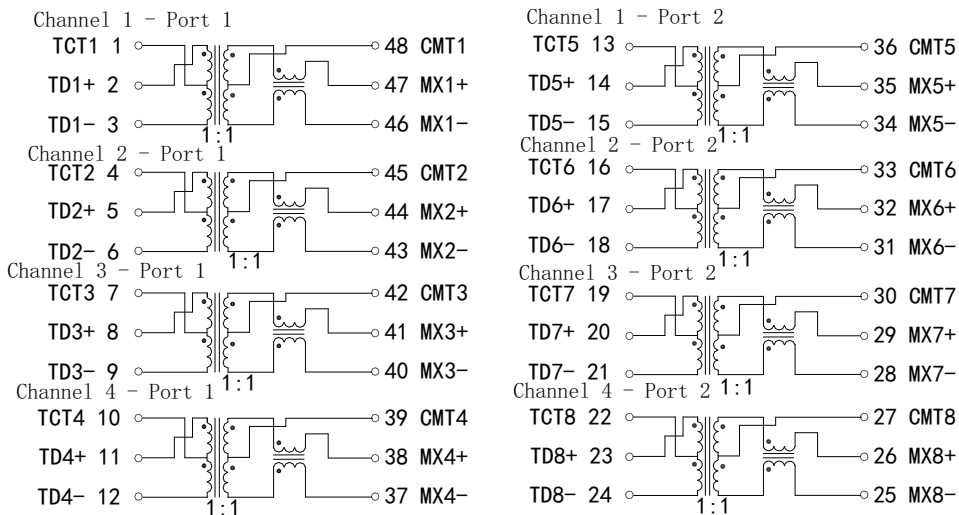 Channel 1 - Port 1
TCT1 1
48 CMT1
TD1+ 2
47 MX1+
TD1- 3
46 MX1-
1:1
Channel 2 - Port 1
TCT2 4
45 CMT2
TD2+ 5
44 MX2+
TD2- 6
43 MX2-
1:1
Channel 3 - Port 1
TCT3 7
42 CMT3
TD3+ 8
41 MX3+
TD3- 9
40 MX3-
1:1
Channel 4 - Port 1
TCT4 10
39 CMT4
TD4+ 11
38 MX4+
TD4- 12
37 MX4-
1:1
Channel 1 - Port 2
TCT5 13
36 CMT5
TD5+ 14
35 MX5+
TD5- 15
34 MX5-
1:1
Channel 2 - Port 2
TCT6 16
33 CMT6
TD6+ 17
32 MX6+
TD6- 18
31 MX6-
1:1
Channel 3 - Port 2
TCT7 19
30 CMT7
TD7+ 20
29 MX7+
TD7- 21
28 MX7-
1:1
Channel 4 - Port 2
TCT8 22
27 CMT8
TD8+ 23
26 MX8+
TD8- 24
25 MX8-
1:1